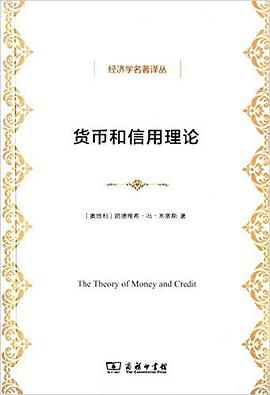 经济学名著译丛
货币和信用理论
〔奥地利〕路德维希·冯·米塞斯 著
The Theory of Money and Credit
商务印书馆
The Commercial Press